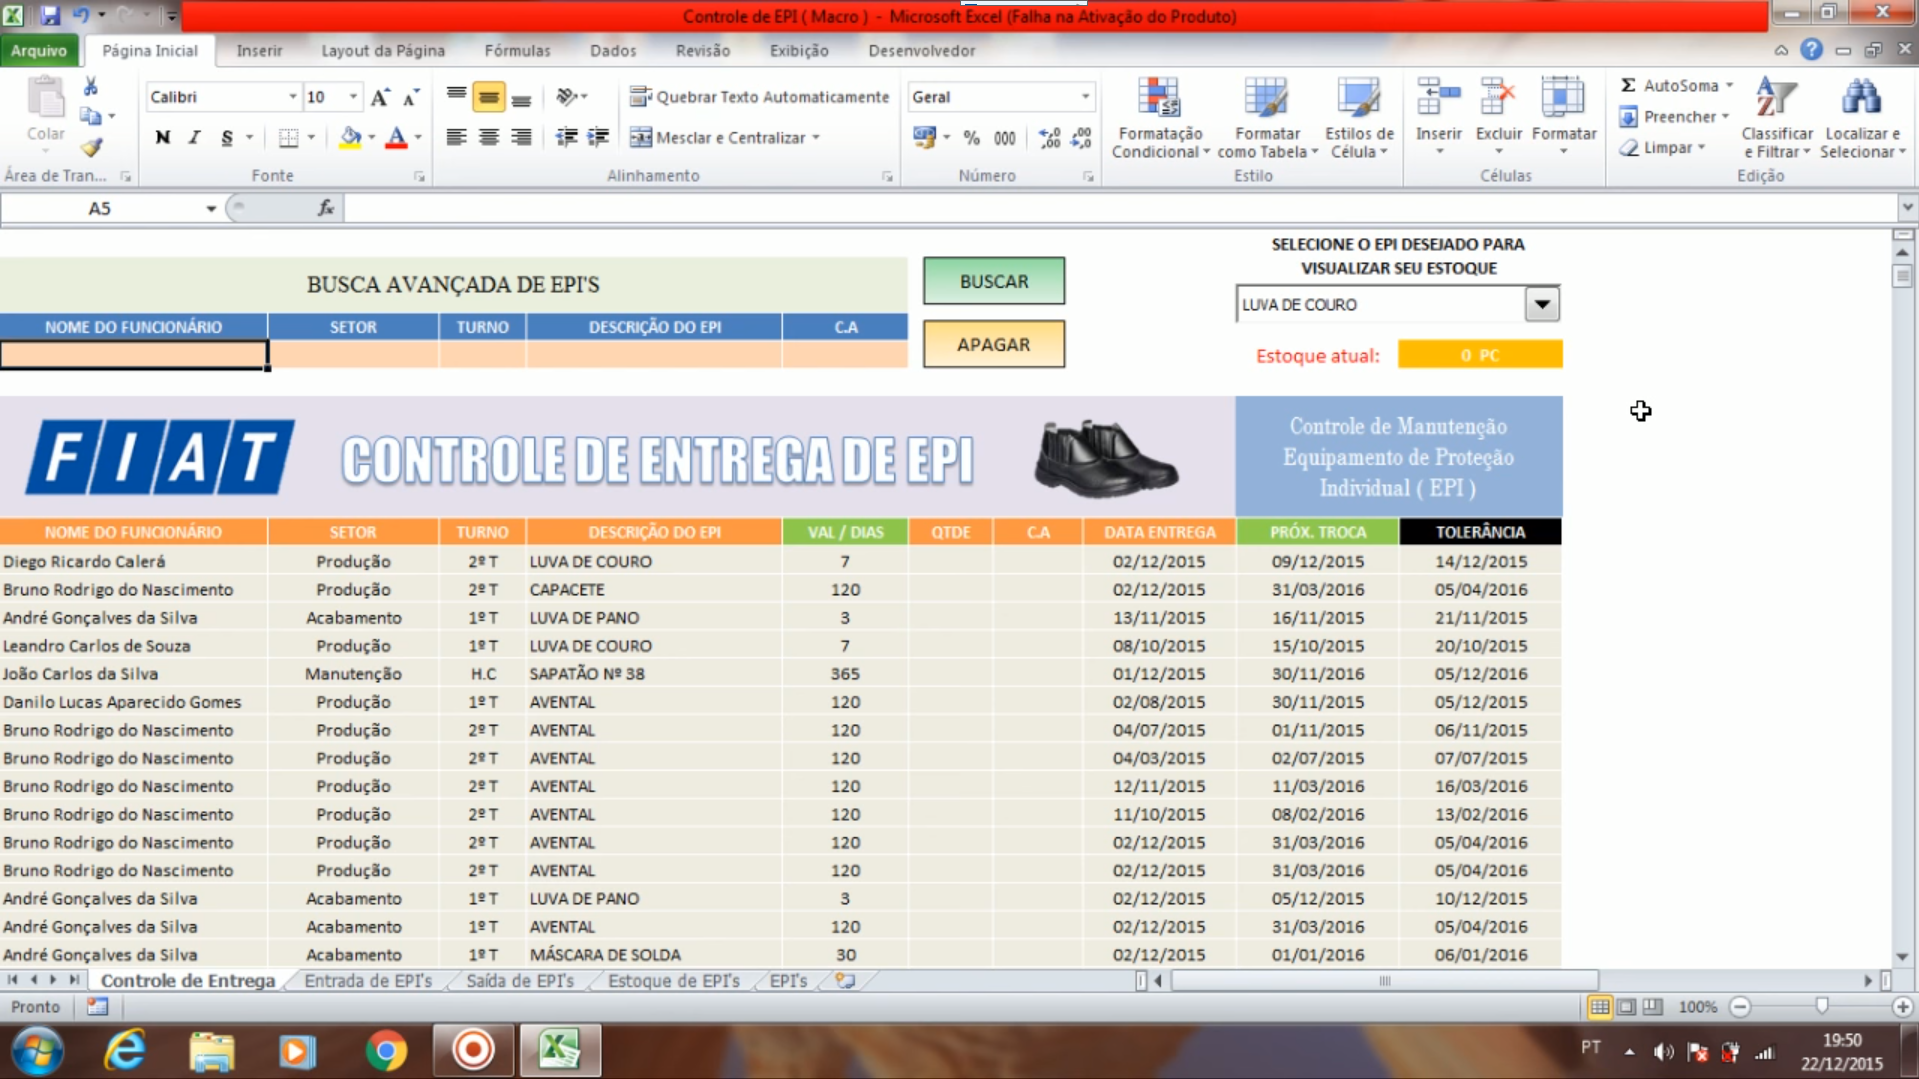 Controle de EPI ( Macro )  -  Microsoft Excel (Falha na Ativação do Produto)
Arquivo Página Inicial Inserir Layout da Página Fórmulas Dados Revisão Exibição Desenvolvedor
Colar
Área de Tran...
Calibri 10
N I S
Fonte
Quebrar Texto Automaticamente
Mesclar e Centralizar
Alinhamento
Geral
% 000
Número
Formatação Condicional
Formatar como Tabela
Estilos de Célula
Estilo
Inserir Excluir Formatar
Células
Σ AutoSoma
Preencher
Limpar
Classificar e Filtrar
Localizar e Selecionar
Edição
A5 fx
SELECIONE O EPI DESEJADO PARA
VISUALIZAR SEU ESTOQUE
BUSCA AVANÇADA DE EPI'S
BUSCAR
LUVA DE COURO
NOME DO FUNCIONÁRIO SETOR TURNO DESCRIÇÃO DO EPI C.A
APAGAR
Estoque atual: 0 PC
FIAT
CONTROLE DE ENTREGA DE EPI
Controle de Manutenção
Equipamento de Proteção
Individual ( EPI )
NOME DO FUNCIONÁRIO SETOR TURNO DESCRIÇÃO DO EPI VAL / DIAS QTDE C.A DATA ENTREGA PRÓX. TROCA TOLERÂNCIA
Diego Ricardo Calerá Produção 2º T LUVA DE COURO 7 02/12/2015 09/12/2015 14/12/2015
Bruno Rodrigo do Nascimento Produção 2º T CAPACETE 120 02/12/2015 31/03/2016 05/04/2016
André Gonçalves da Silva Acabamento 1º T LUVA DE PANO 3 13/11/2015 16/11/2015 21/11/2015
Leandro Carlos de Souza Produção 1º T LUVA DE COURO 7 08/10/2015 15/10/2015 20/10/2015
João Carlos da Silva Manutenção H.C SAPATÃO Nº 38 365 01/12/2015 30/11/2016 05/12/2016
Danilo Lucas Aparecido Gomes Produção 1º T AVENTAL 120 02/08/2015 30/11/2015 05/12/2015
Bruno Rodrigo do Nascimento Produção 2º T AVENTAL 120 04/07/2015 01/11/2015 06/11/2015
Bruno Rodrigo do Nascimento Produção 2º T AVENTAL 120 04/03/2015 02/07/2015 07/07/2015
Bruno Rodrigo do Nascimento Produção 2º T AVENTAL 120 12/11/2015 11/03/2016 16/03/2016
Bruno Rodrigo do Nascimento Produção 2º T AVENTAL 120 11/10/2015 08/02/2016 13/02/2016
Bruno Rodrigo do Nascimento Produção 2º T AVENTAL 120 02/12/2015 31/03/2016 05/04/2016
Bruno Rodrigo do Nascimento Produção 2º T AVENTAL 120 02/12/2015 31/03/2016 05/04/2016
André Gonçalves da Silva Acabamento 1º T LUVA DE PANO 3 02/12/2015 05/12/2015 10/12/2015
André Gonçalves da Silva Acabamento 1º T AVENTAL 120 02/12/2015 31/03/2016 05/04/2016
André Gonçalves da Silva Acabamento 1º T MÁSCARA DE SOLDA 30 02/12/2015 01/01/2016 06/01/2016
Controle de Entrega Entrada de EPI's Saída de EPI's Estoque de EPI's EPI's
Pronto 100%
PT 19:50
22/12/2015